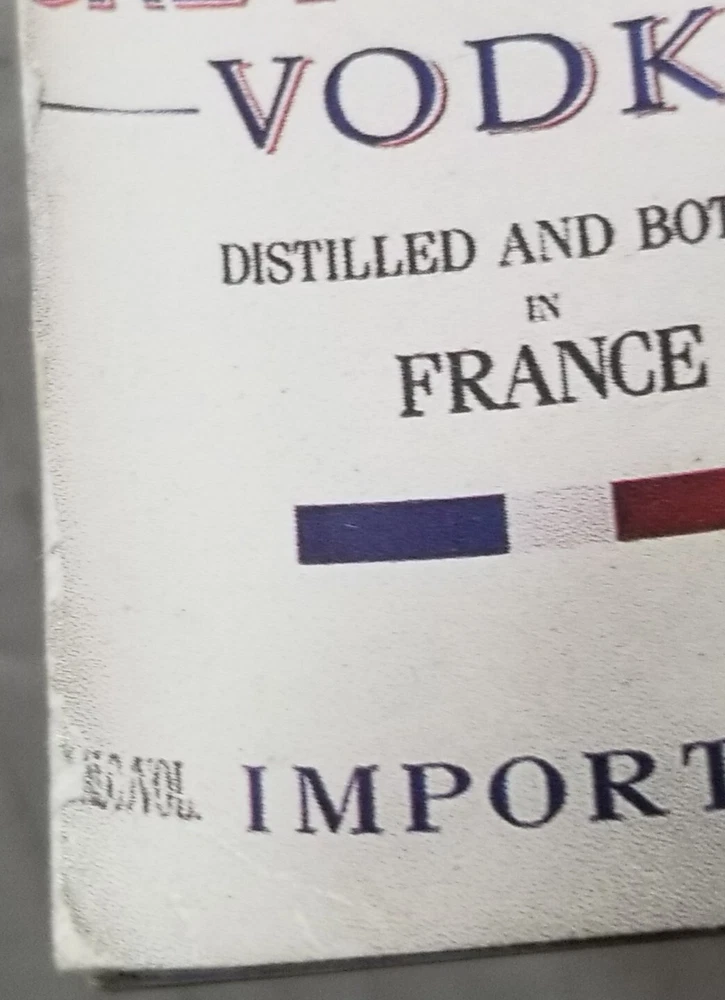 VODK
DISTILLED AND BOT
IN
FRANCE
IMPORT